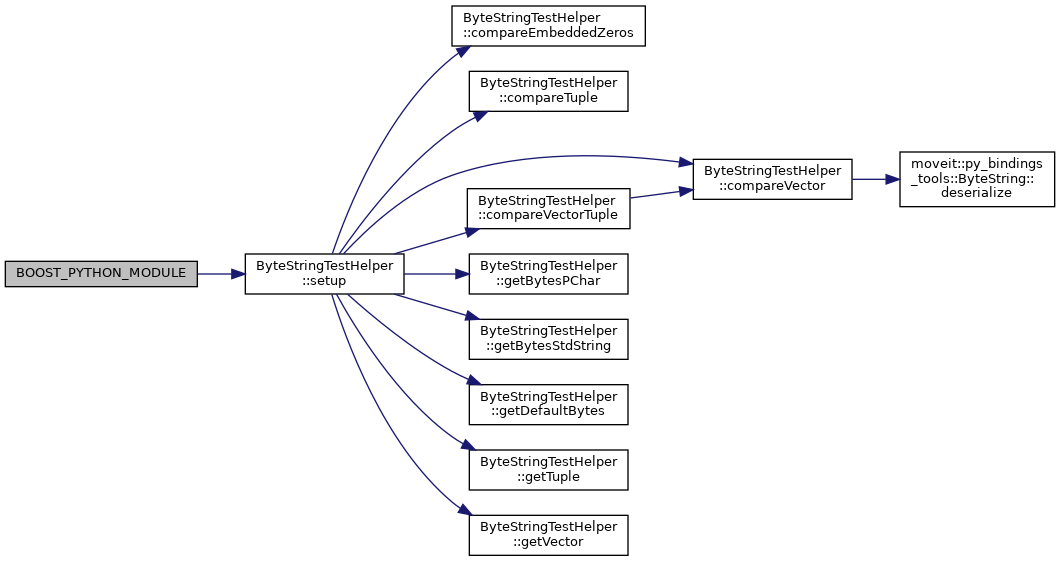 BOOST_PYTHON_MODULE
ByteStringTestHelper
::setup
ByteStringTestHelper
::compareEmbeddedZeros
ByteStringTestHelper
::compareTuple
ByteStringTestHelper
::compareVector
moveit::py_bindings
_tools::ByteString::
deserialize
ByteStringTestHelper
::compareVectorTuple
ByteStringTestHelper
::getBytesPChar
ByteStringTestHelper
::getBytesStdString
ByteStringTestHelper
::getDefaultBytes
ByteStringTestHelper
::getTuple
ByteStringTestHelper
::getVector